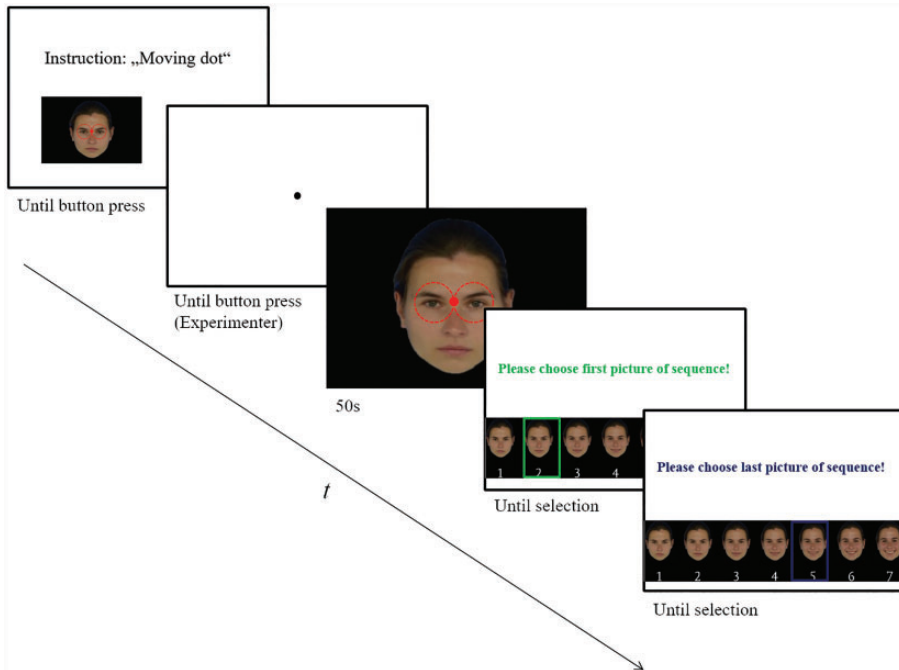 Instruction: „Moving dot“
Until button press
Until button press
(Experimenter)
50s
Please choose first picture of sequence!
1 2 3 4
Until selection
Please choose last picture of sequence!
1 2 3 4 5 6 7
Until selection
t